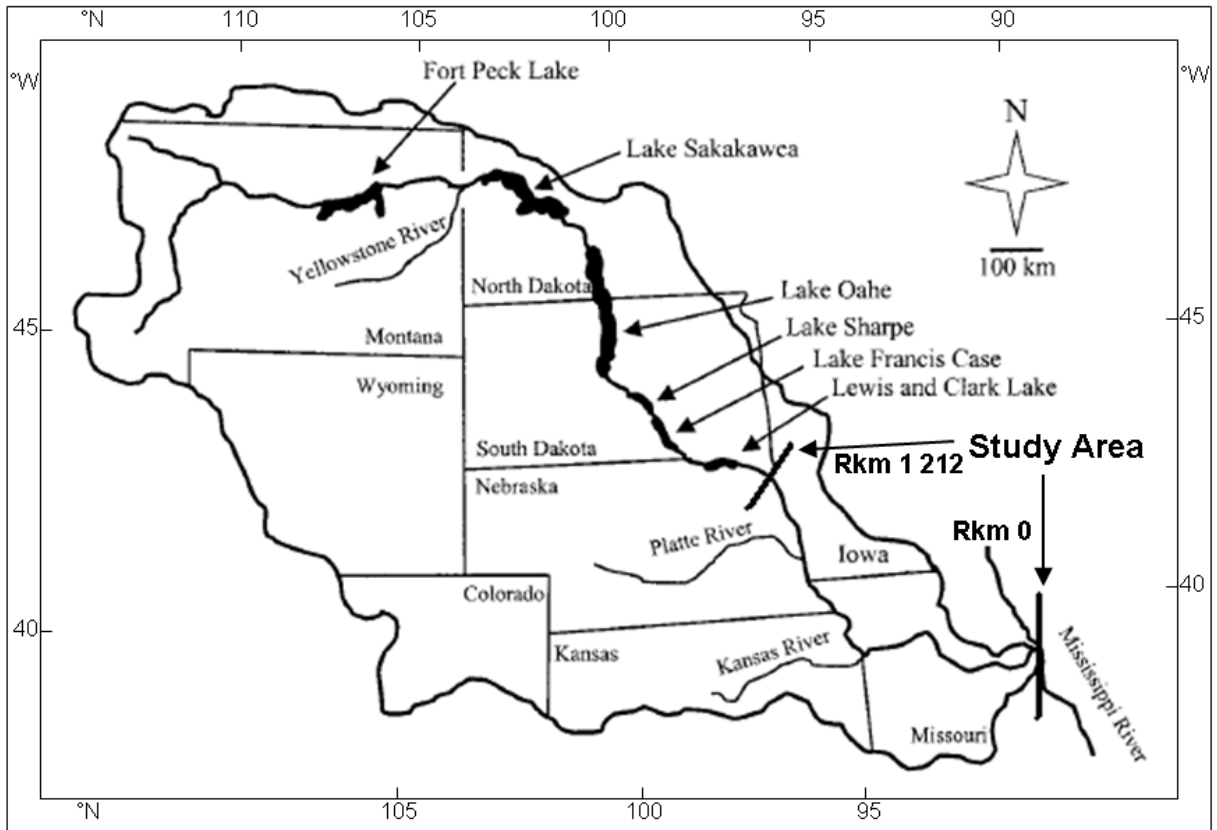 °N 110 105 100 95 90
°W
°W
Fort Peck Lake
Lake Sakakawea
N
100 km
Yellowstone River
North Dakota
Lake Oahe
45
45
Lake Sharpe
Montana
Lake Francis Case
Wyoming
Lewis and Clark Lake
South Dakota
Study Area
Rkm 1 212
Nebraska
Platte River
Rkm 0
Iowa
Colorado
40
40
Kansas
Kansas River
Mississippi River
Missouri
°N 105 100 95